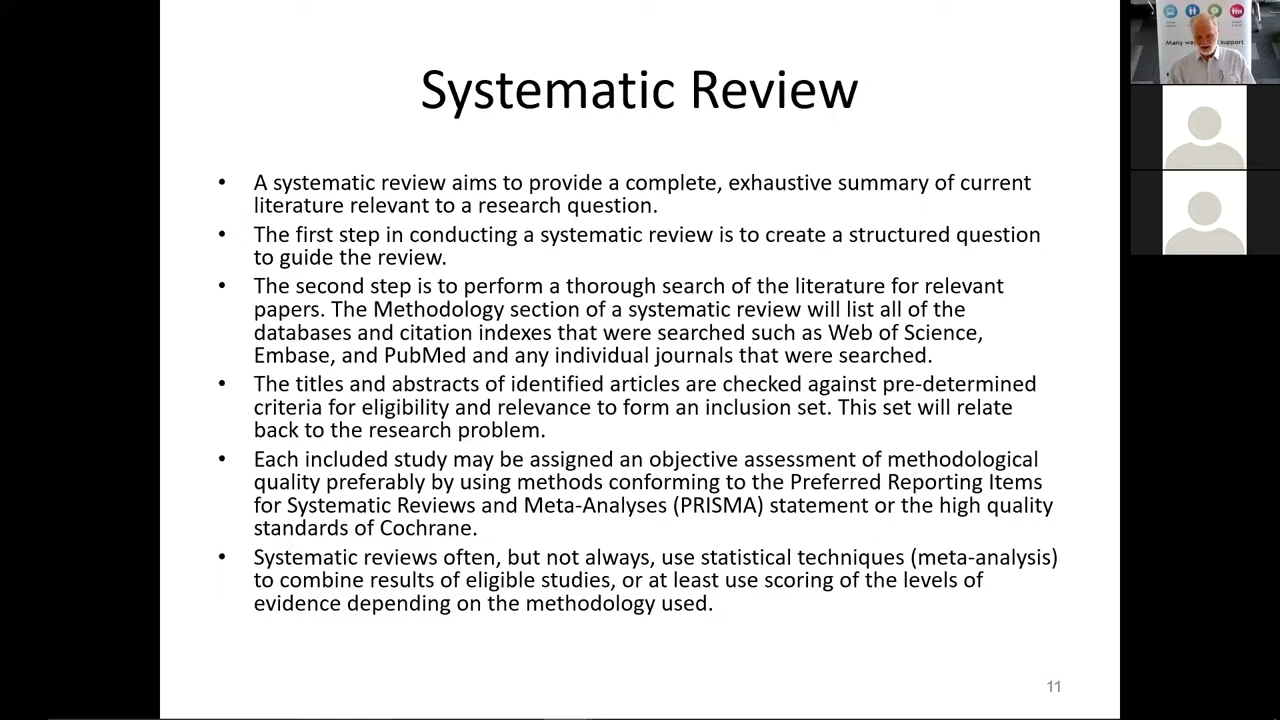 Systematic Review
• A systematic review aims to provide a complete, exhaustive summary of current
literature relevant to a research question.
• The first step in conducting a systematic review is to create a structured question
to guide the review.
• The second step is to perform a thorough search of the literature for relevant
papers. The Methodology section of a systematic review will list all of the
databases and citation indexes that were searched such as Web of Science,
Embase, and PubMed and any individual journals that were searched.
• The titles and abstracts of identified articles are checked against pre-determined
criteria for eligibility and relevance to form an inclusion set. This set will relate
back to the research problem.
• Each included study may be assigned an objective assessment of methodological
quality preferably by using methods conforming to the Preferred Reporting Items
for Systematic Reviews and Meta-Analyses (PRISMA) statement or the high quality
standards of Cochrane.
• Systematic reviews often, but not always, use statistical techniques (meta-analysis)
to combine results of eligible studies, or at least use scoring of the levels of
evidence depending on the methodology used.
11
Many support